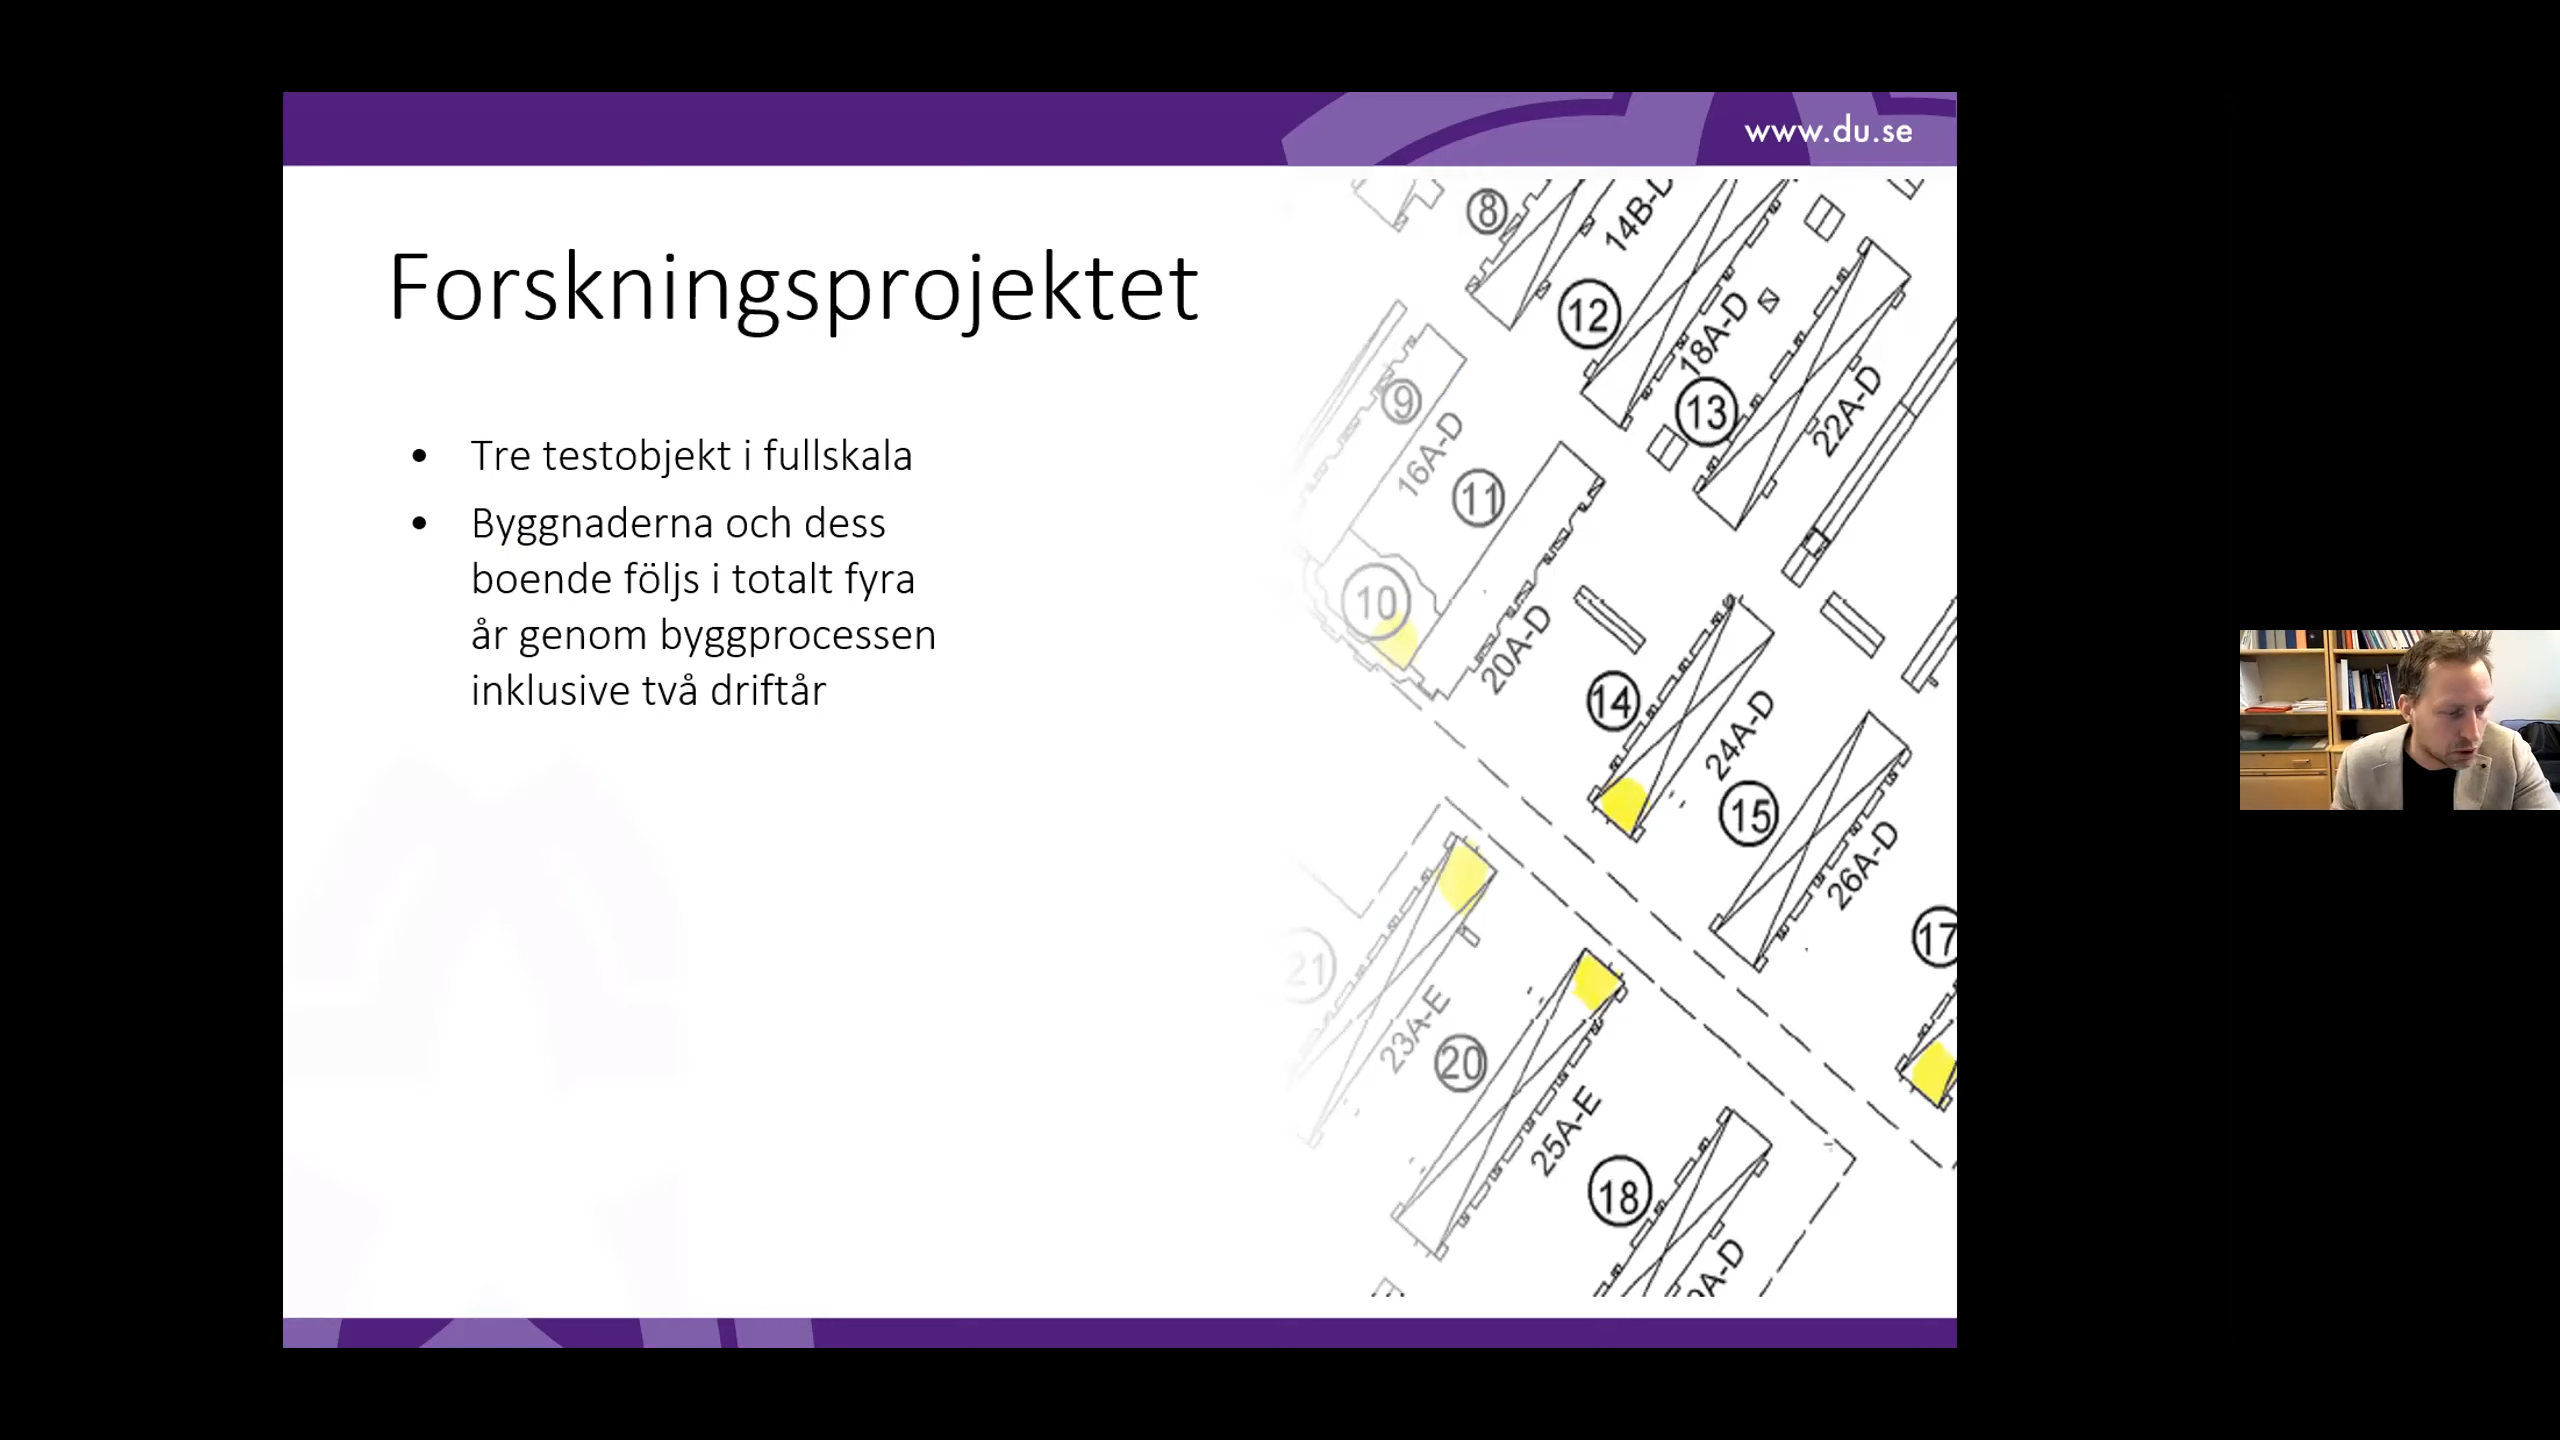 www.du.se
Forskningsprojektet
• Tre testobjekt i fullskala
• Byggnaderna och dess
boende följs i totalt fyra
år genom byggprocessen
inklusive två driftår
8
14B-D
12
18A-D
13
22A-D
9
16A-D
11
10
20A-D
14
24A-D
15
26A-D
17
21
23A-E
20
25A-E
18